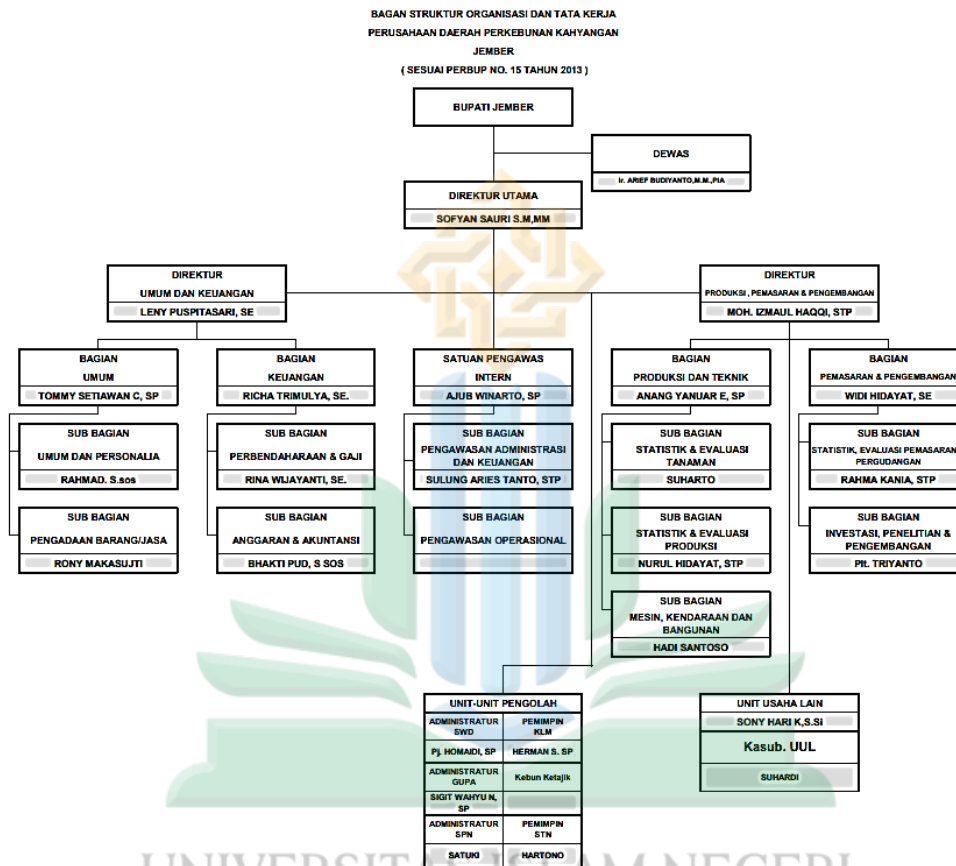 BAGAN STRUKTUR ORGANISASI DAN TATA KERJA
PERUSAHAAN DAERAH PERKEBUNAN KAHYANGAN
JEMBER
( SESUAI PERBUP NO. 15 TAHUN 2013 )
BUPATI JEMBER
DEWAS
Ir. ARIEF BUDIYANTO,M.M.,PIA
DIREKTUR UTAMA
SOFYAN SAURI S.M,MM
DIREKTUR
UMUM DAN KEUANGAN
LENY PUSPITASARI, SE
DIREKTUR
PRODUKSI , PEMASARAN & PENGEMBANGAN
MOH. IZMAUL HAQQI, STP
BAGIAN
UMUM
TOMMY SETIAWAN C, SP
BAGIAN
KEUANGAN
RICHA TRIMULYA, SE.
SATUAN PENGAWAS
INTERN
AJUB WINARTO, SP
BAGIAN
PRODUKSI DAN TEKNIK
ANANG YANUAR E, SP
BAGIAN
PEMASARAN & PENGEMBANGAN
WIDI HIDAYAT, SE
SUB BAGIAN
UMUM DAN PERSONALIA
RAHMAD. S.sos
SUB BAGIAN
PERBENDAHARAAN & GAJI
RINA WIJAYANTI, SE.
SUB BAGIAN
PENGAWASAN ADMINISTRASI
DAN KEUANGAN
SULUNG ARIES TANTO, STP
SUB BAGIAN
STATISTIK & EVALUASI
TANAMAN
SUHARTO
SUB BAGIAN
STATISTIK, EVALUASI PEMASARAN
PERGUDANGAN
RAHMA KANIA, STP
SUB BAGIAN
PENGADAAN BARANG/JASA
RONY MAKASUJTI
SUB BAGIAN
ANGGARAN & AKUNTANSI
BHAKTI PUD, S SOS
SUB BAGIAN
PENGAWASAN OPERASIONAL
SUB BAGIAN
STATISTIK & EVALUASI
PRODUKSI
NURUL HIDAYAT, STP
SUB BAGIAN
INVESTASI, PENELITIAN &
PENGEMBANGAN
Plt. TRIYANTO
SUB BAGIAN
MESIN, KENDARAAN DAN
BANGUNAN
HADI SANTOSO
UNIT-UNIT PENGOLAH
ADMINISTRATUR
SWD
PEMIMPIN
KLM
Pj. HOMAIDI, SP
HERMAN S. SP
ADMINISTRATUR
GUPA
Kebun Ketajik
SIGIT WAHYU N,
SP
ADMINISTRATUR
SPN
PEMIMPIN
STN
SATUKI
HARTONO
UNIT USAHA LAIN
SONY HARI K,S.Si
Kasub. UUL
SUHARDI
UNIVERSITAS ISLAM NEGERI